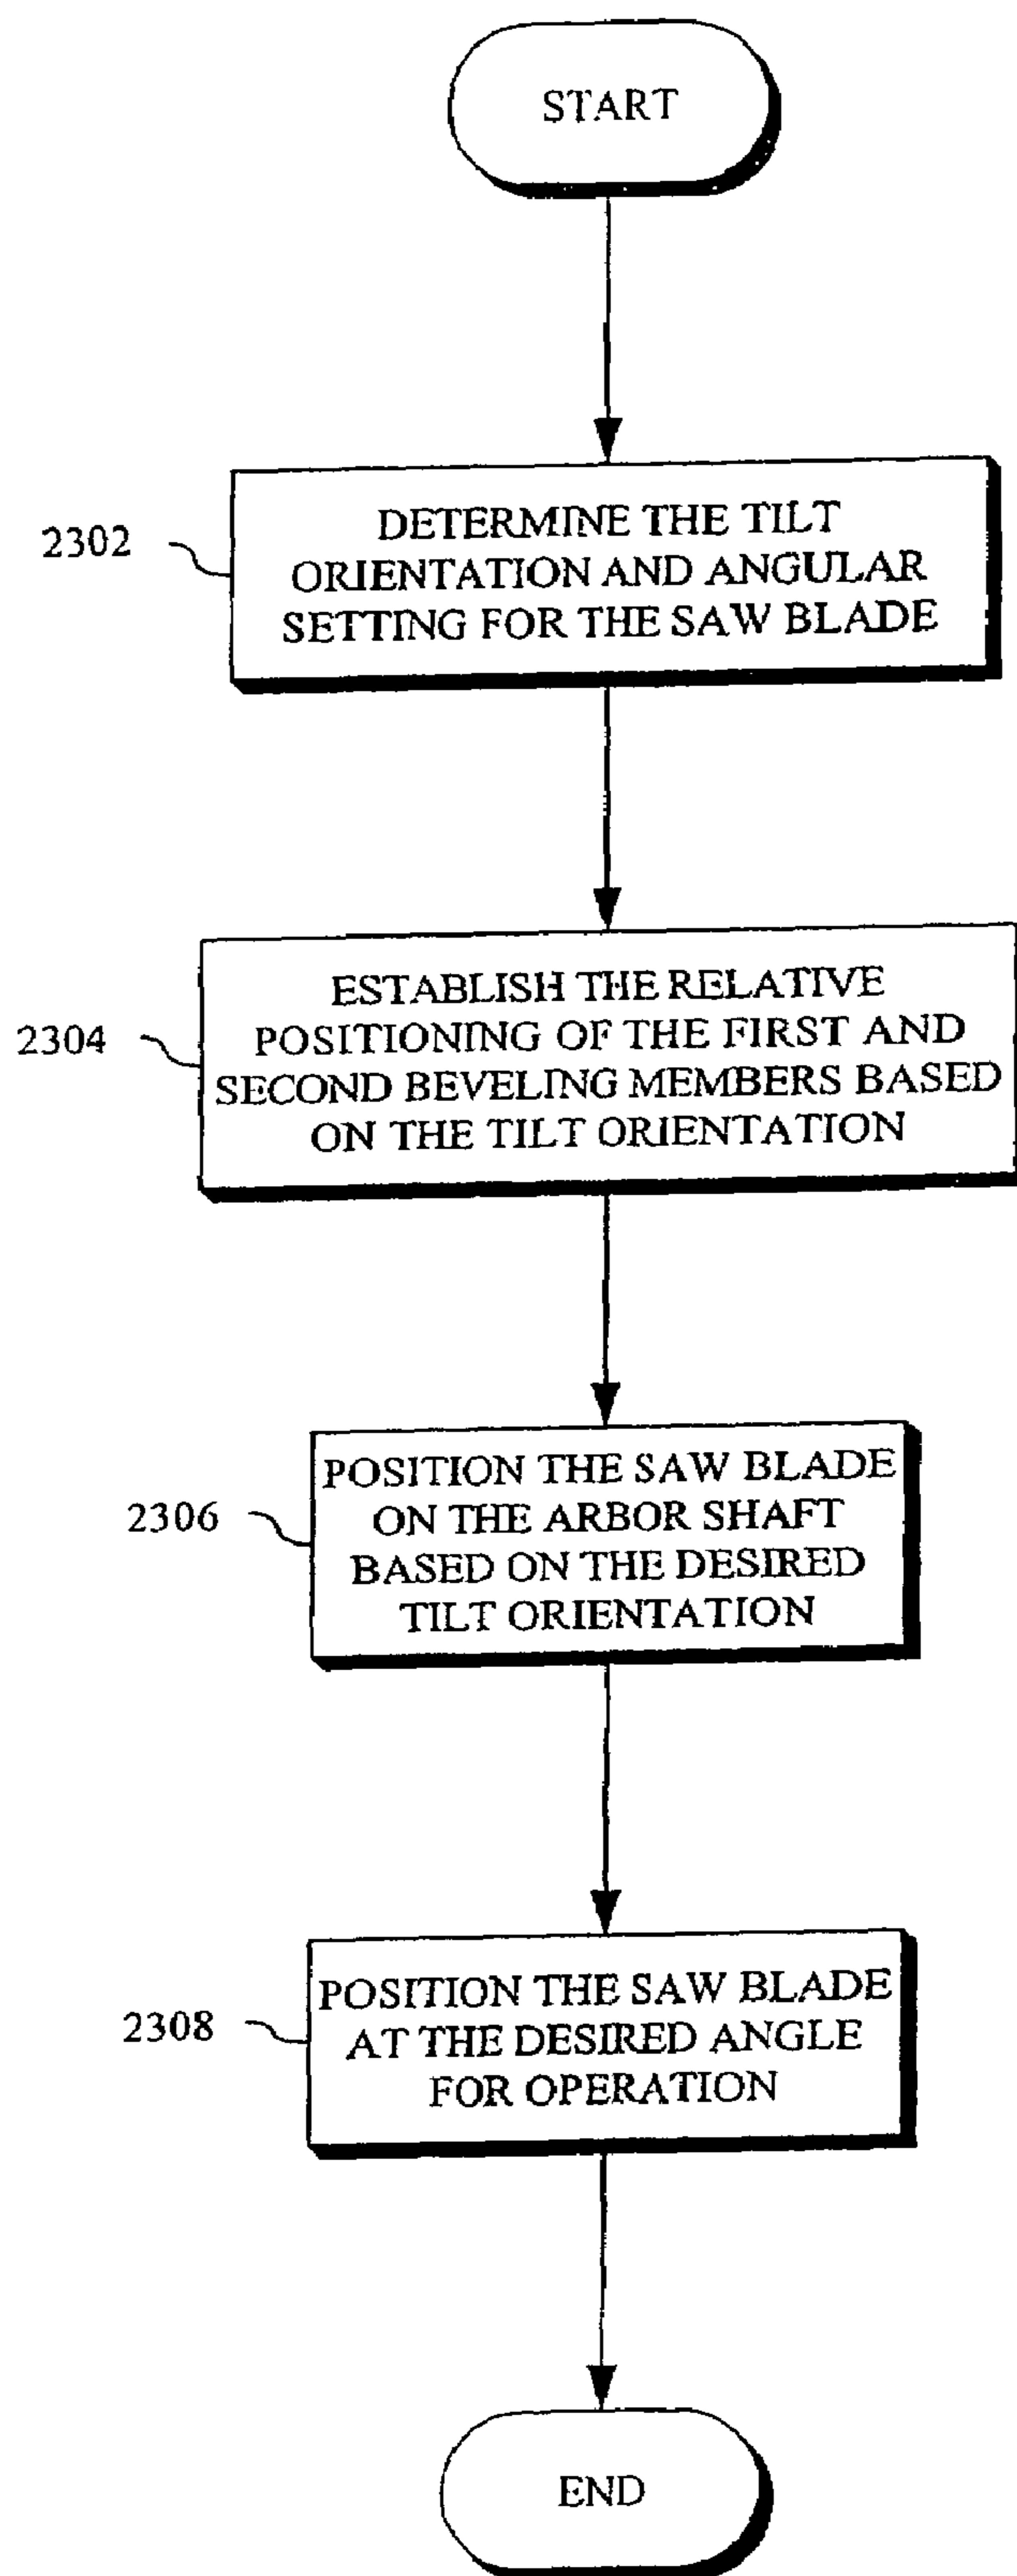 START
2302
DETERMINE THE TILT
ORIENTATION AND ANGULAR
SETTING FOR THE SAW BLADE
2304
ESTABLISH THE RELATIVE
POSITIONING OF THE FIRST AND
SECOND BEVELING MEMBERS BASED
ON THE TILT ORIENTATION
2306
POSITION THE SAW BLADE
ON THE ARBOR SHAFT
BASED ON THE DESIRED
TILT ORIENTATION
2308
POSITION THE SAW BLADE
AT THE DESIRED ANGLE
FOR OPERATION
END